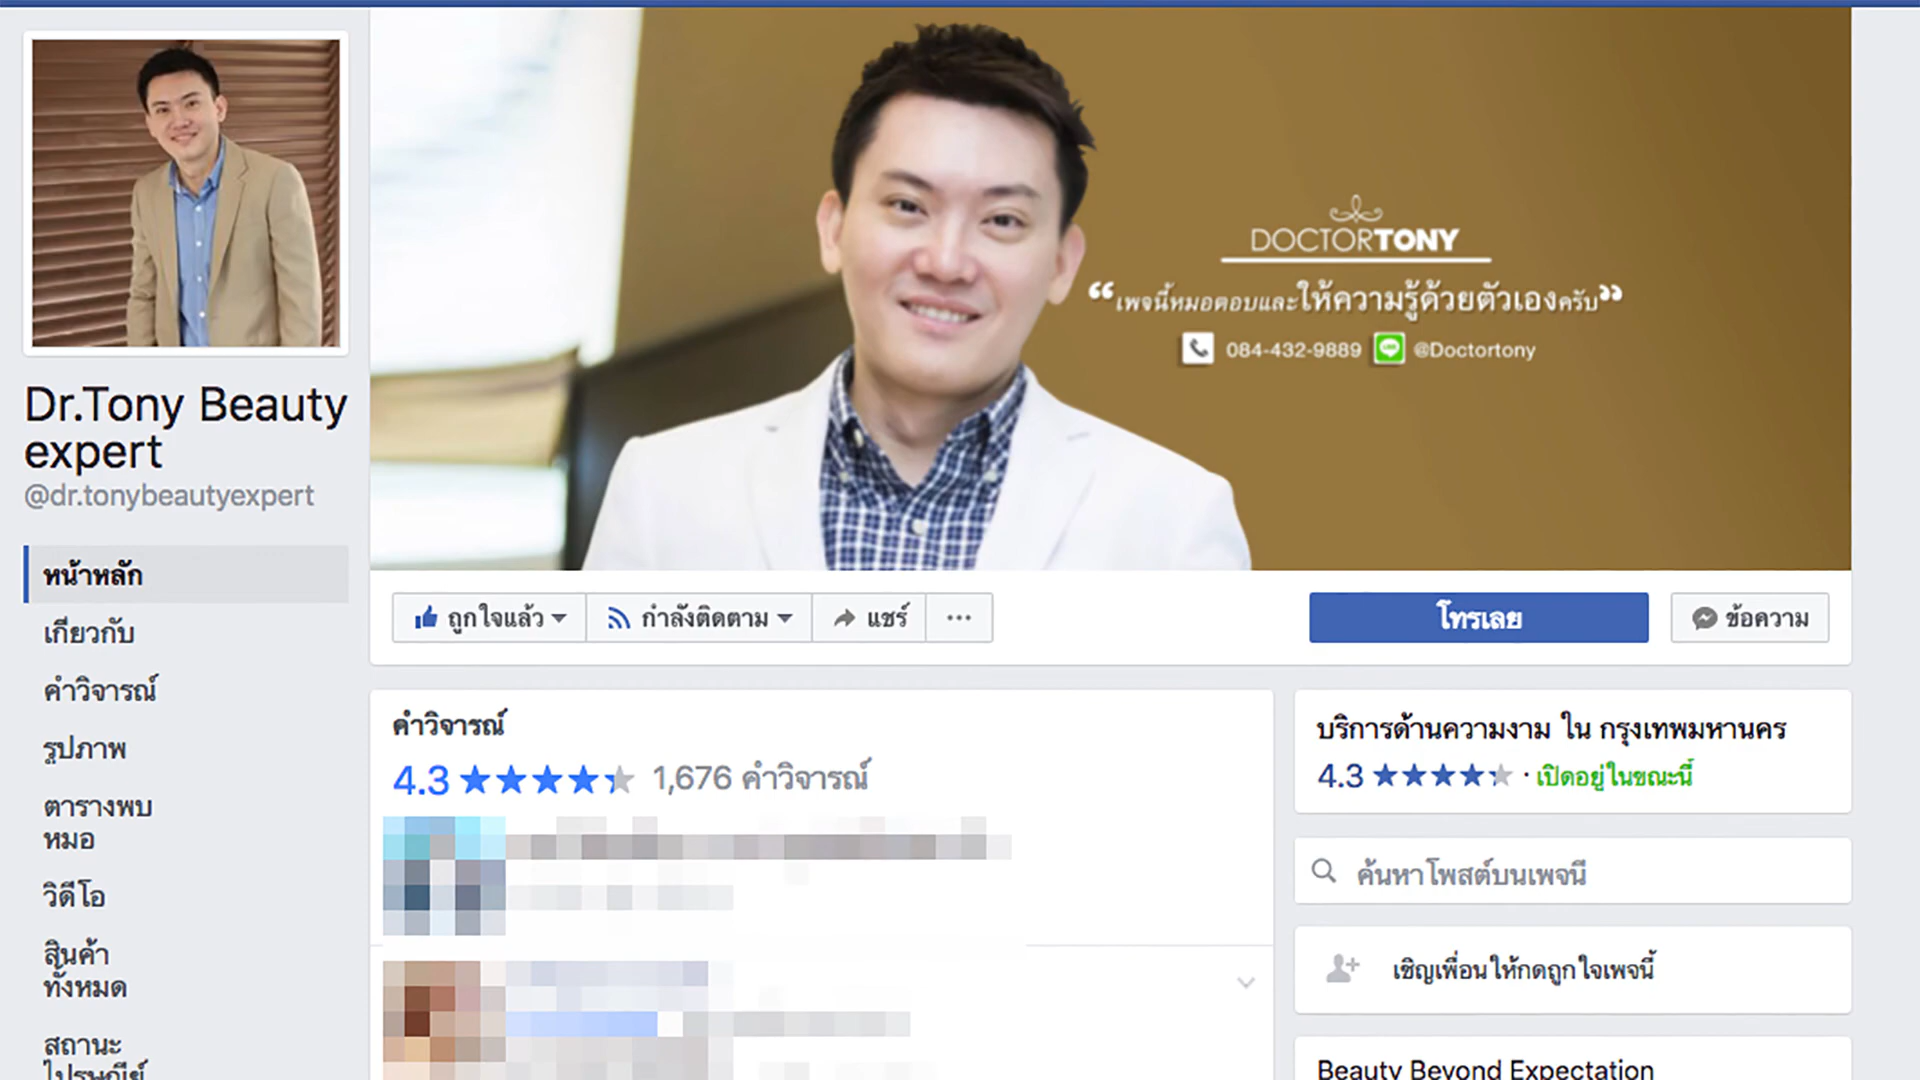 Dr.Tony Beauty
expert
@dr.tonybeautyexpert
หน้าหลัก
เกี่ยวกับ
คำวิจารณ์
รูปภาพ
ตารางพบ
หมอ
วิดีโอ
สินค้า
ทั้งหมด
สถานะ
ไปรษณีย์
DOCTORTONY
“เพจนี้หมอตอบและให้ความรู้ด้วยตัวเองครับ”
084-432-9889 LINE @Doctortony
ถูกใจแล้ว กำลังติดตาม แชร์ ...
โทรเลย ข้อความ
คำวิจารณ์
4.3 1,676 คำวิจารณ์
บริการด้านความงาม ใน กรุงเทพมหานคร
4.3 · เปิดอยู่ในขณะนี้
ค้นหาโพสต์บนเพจนี้
เชิญเพื่อนให้กดถูกใจเพจนี้
Beauty Beyond Expectation